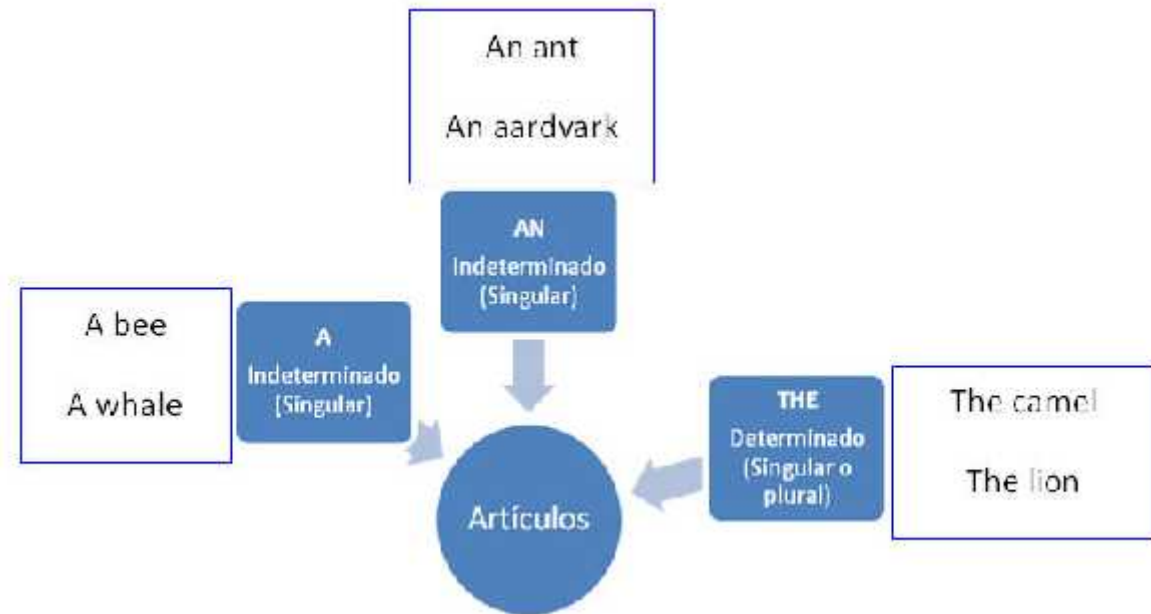 An ant
An aardvark
AN
Indeterminado
(Singular)
A bee
A whale
A
Indeterminado
(Singular)
THE
Determinado
(Singular o
plural)
The camel
The lion
Artículos